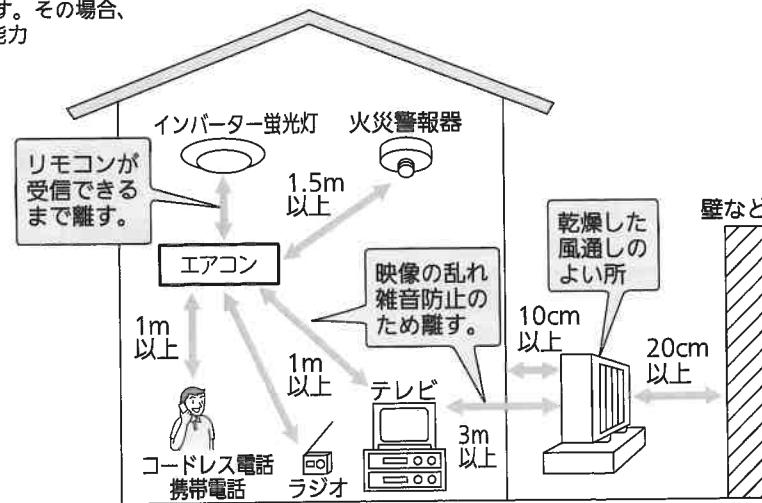 す。その場合、
能力
インバーター蛍光灯
火災警報器
リモコンが
受信できる
まで離す。
1.5m
以上
エアコン
映像の乱れ
雑音防止の
ため離す。
乾燥した
風通しの
よい所
壁など
1m
以上
1m
以上
10cm
以上
20cm
以上
テレビ
3m
以上
コードレス電話
携帯電話
ラジオ